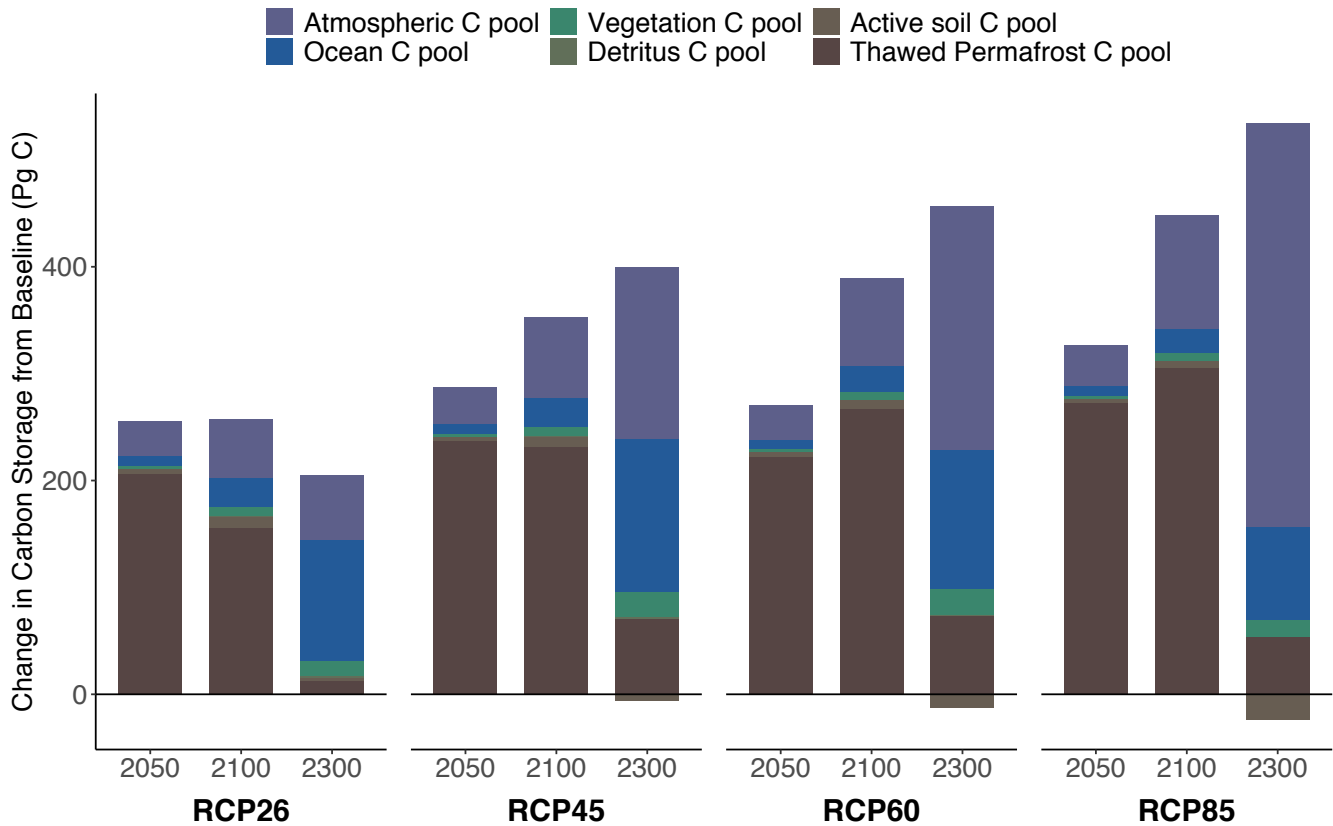 Atmospheric C pool Vegetation C pool Active soil C pool
Ocean C pool Detritus C pool Thawed Permafrost C pool
Change in Carbon Storage from Baseline (Pg C)
400
200
0
2050 2100 2300 2050 2100 2300 2050 2100 2300 2050 2100 2300
RCP26 RCP45 RCP60 RCP85